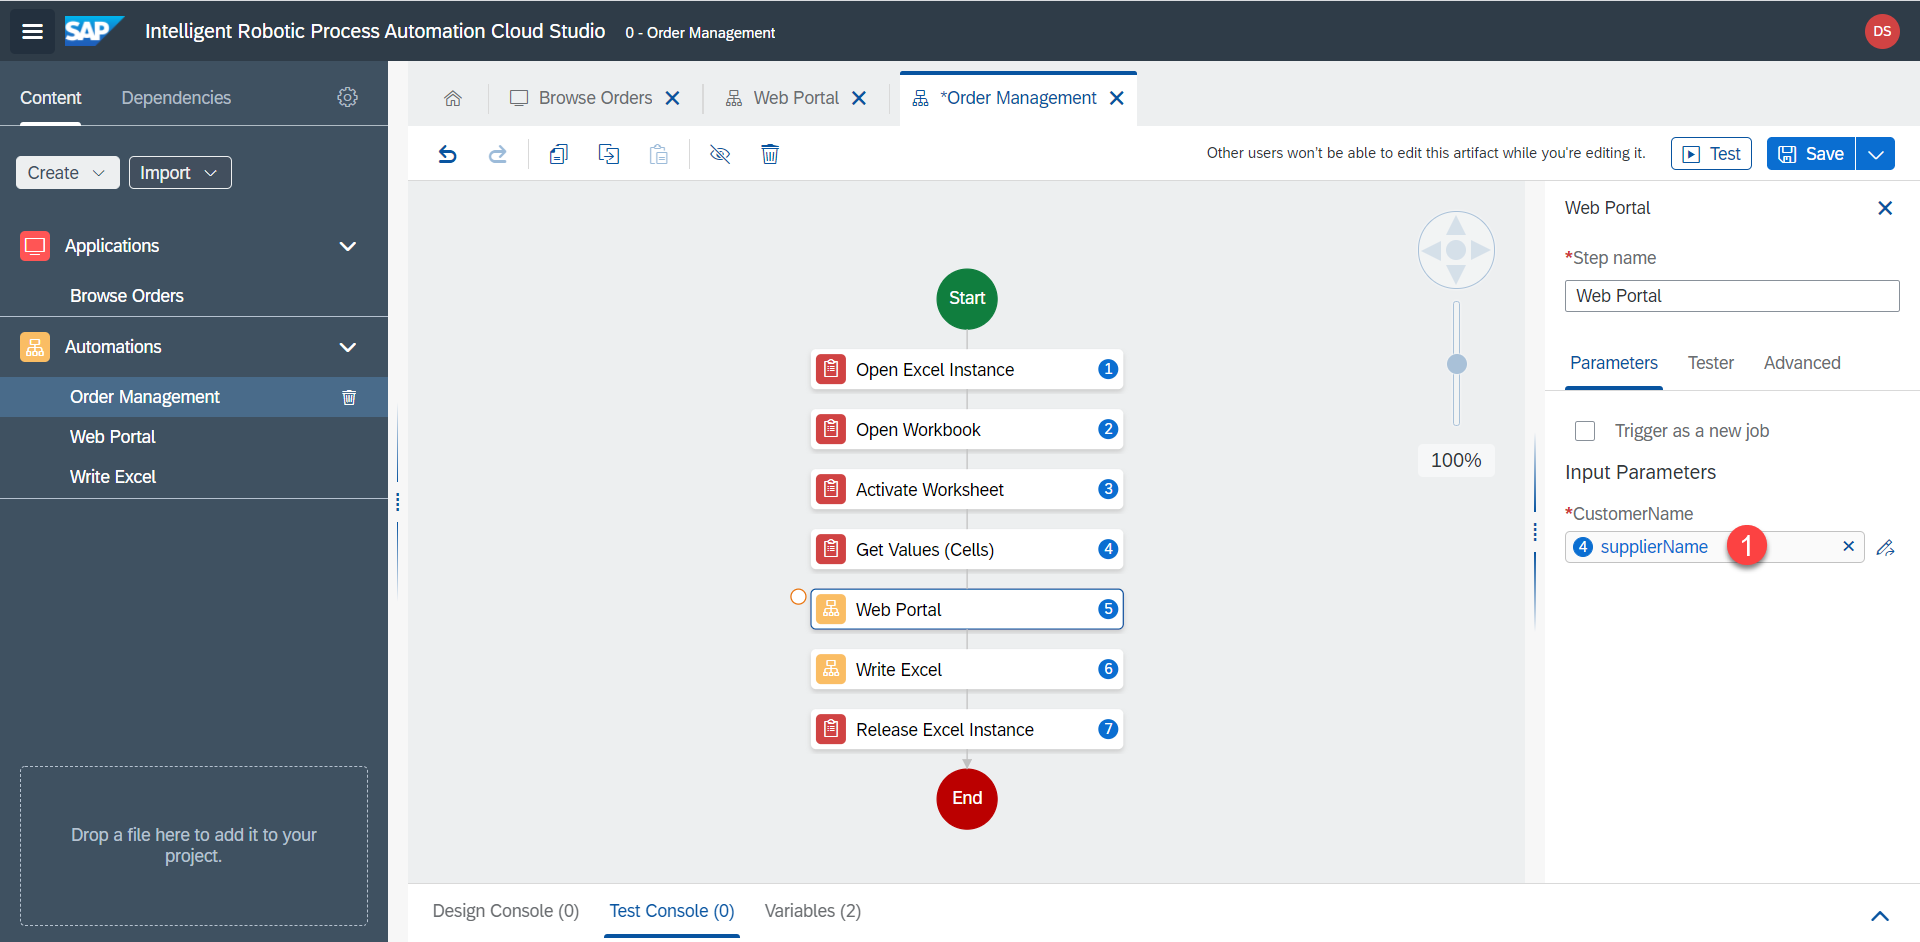 SAP Intelligent Robotic Process Automation Cloud Studio 0 - Order Management DS
Content Dependencies
Browse Orders Web Portal *Order Management
Create Import
Other users won't be able to edit this artifact while you're editing it. Test Save
Applications
Browse Orders
Automations
Order Management
Web Portal
Write Excel
Drop a file here to add it to your
project.
Start
Open Excel Instance 1
Open Workbook 2
Activate Worksheet 3
Get Values (Cells) 4
Web Portal 5
Write Excel 6
Release Excel Instance 7
End
100%
Web Portal
*Step name
Web Portal
Parameters Tester Advanced
Trigger as a new job
Input Parameters
*CustomerName
4 supplierName 1
Design Console (0) Test Console (0) Variables (2)